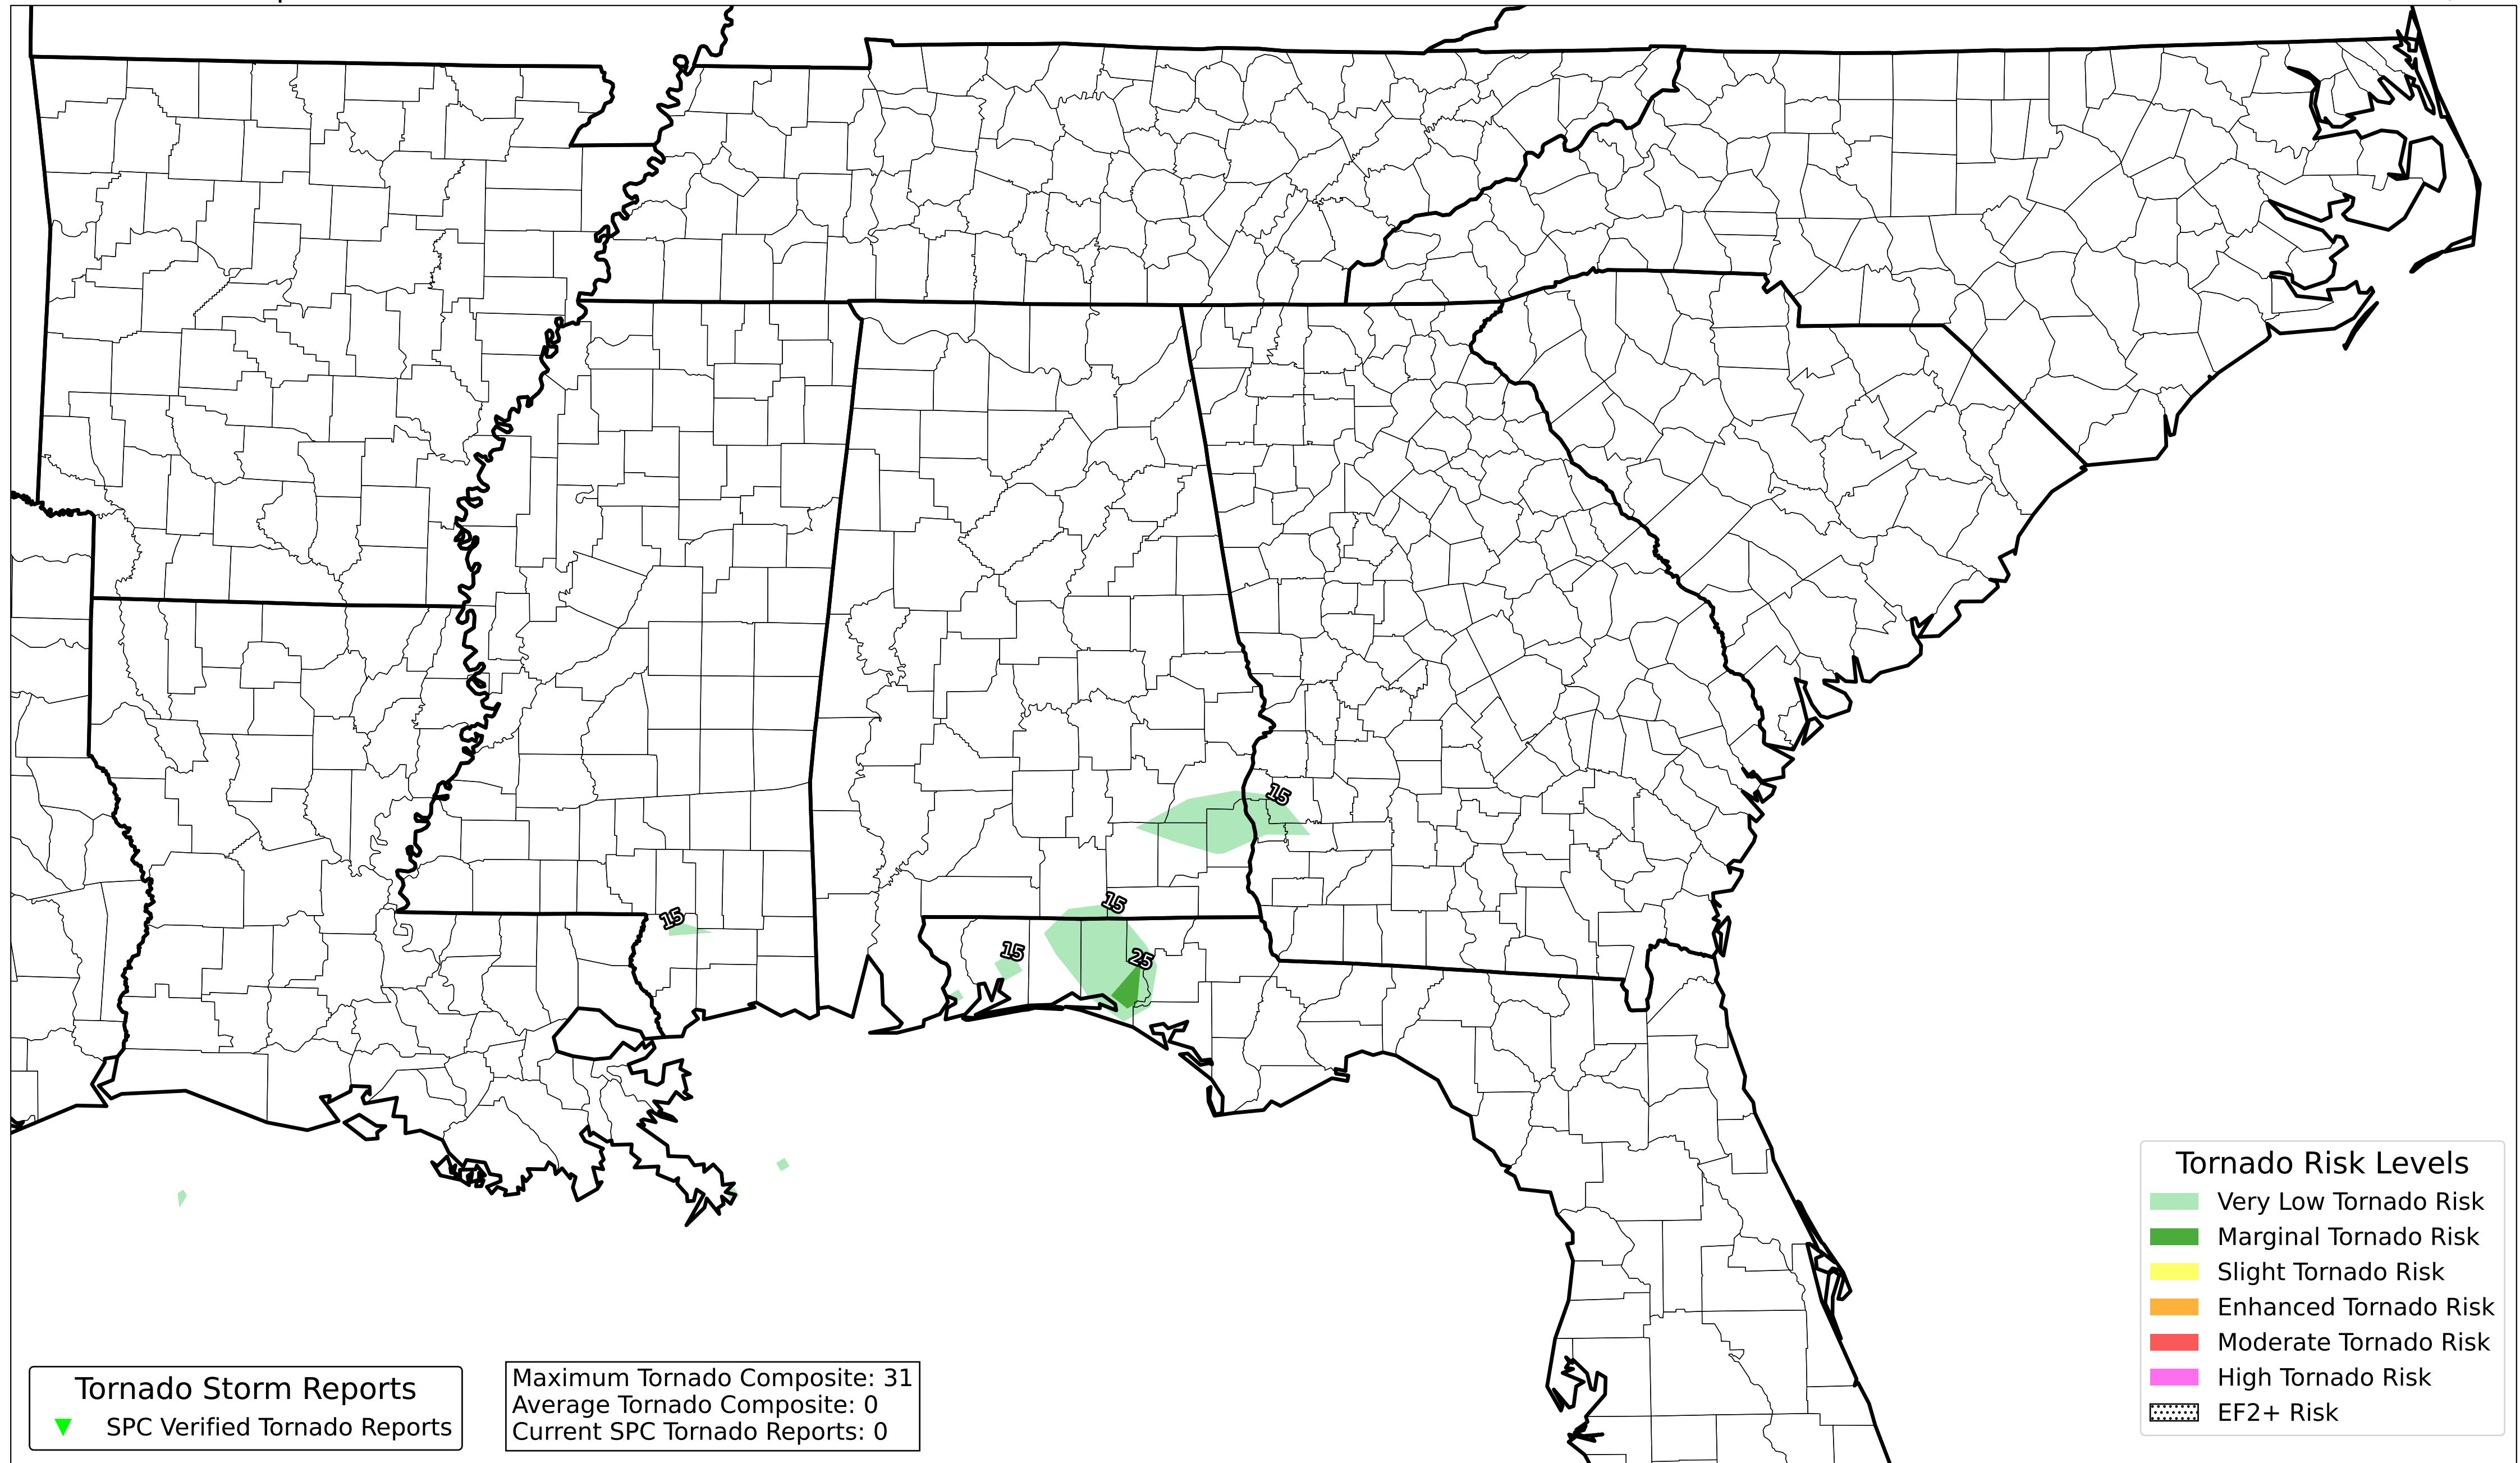 15
15
15
15
25
Tornado Risk Levels
Very Low Tornado Risk
Marginal Tornado Risk
Slight Tornado Risk
Enhanced Tornado Risk
Moderate Tornado Risk
High Tornado Risk
EF2+ Risk
Tornado Storm Reports
SPC Verified Tornado Reports
Maximum Tornado Composite: 31
Average Tornado Composite: 0
Current SPC Tornado Reports: 0